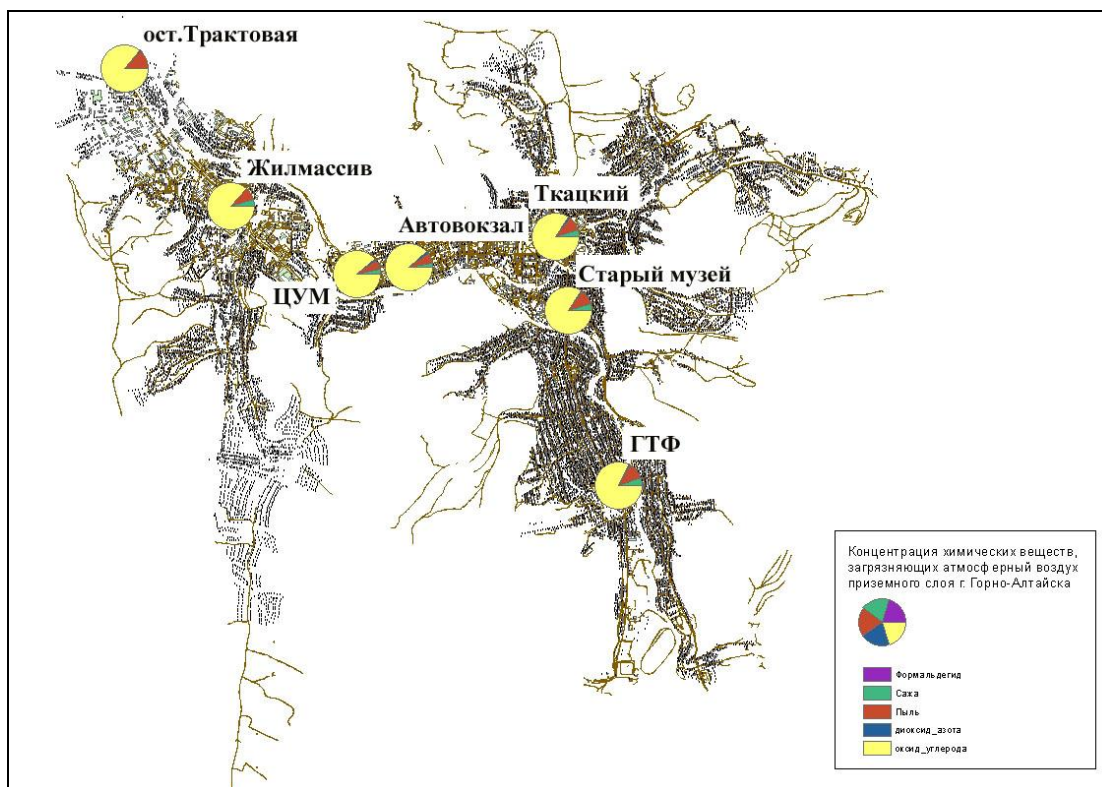 ост.Трактовая
Жилмассив
Ткацкий
Автовокзал
Старый музей
ЦУМ
ГТФ
Концентрация химических веществ,
загрязняющих атмосферный воздух
приземного слоя г. Горно-Алтайска
Формальдегид
Сажа
Пыль
диоксид_азота
оксид_углерода